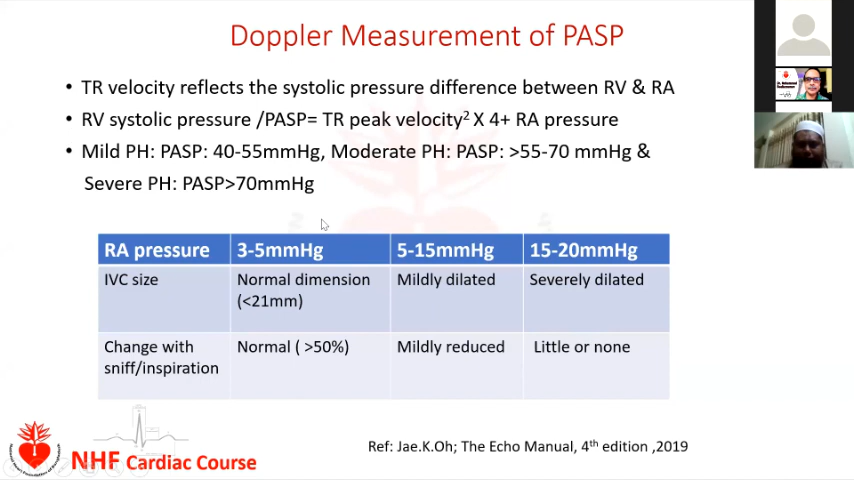 Doppler Measurement of PASP
• TR velocity reflects the systolic pressure difference between RV & RA
• RV systolic pressure /PASP= TR peak velocity² X 4+ RA pressure
• Mild PH: PASP: 40-55mmHg, Moderate PH: PASP: >55-70 mmHg &
Severe PH: PASP>70mmHg
RA pressure 3-5mmHg 5-15mmHg 15-20mmHg
IVC size Normal dimension Mildly dilated Severely dilated
(<21mm)
Change with Normal ( >50%) Mildly reduced Little or none
sniff/inspiration
Ref: Jae.K.Oh; The Echo Manual, 4th edition ,2019
NHF Cardiac Course